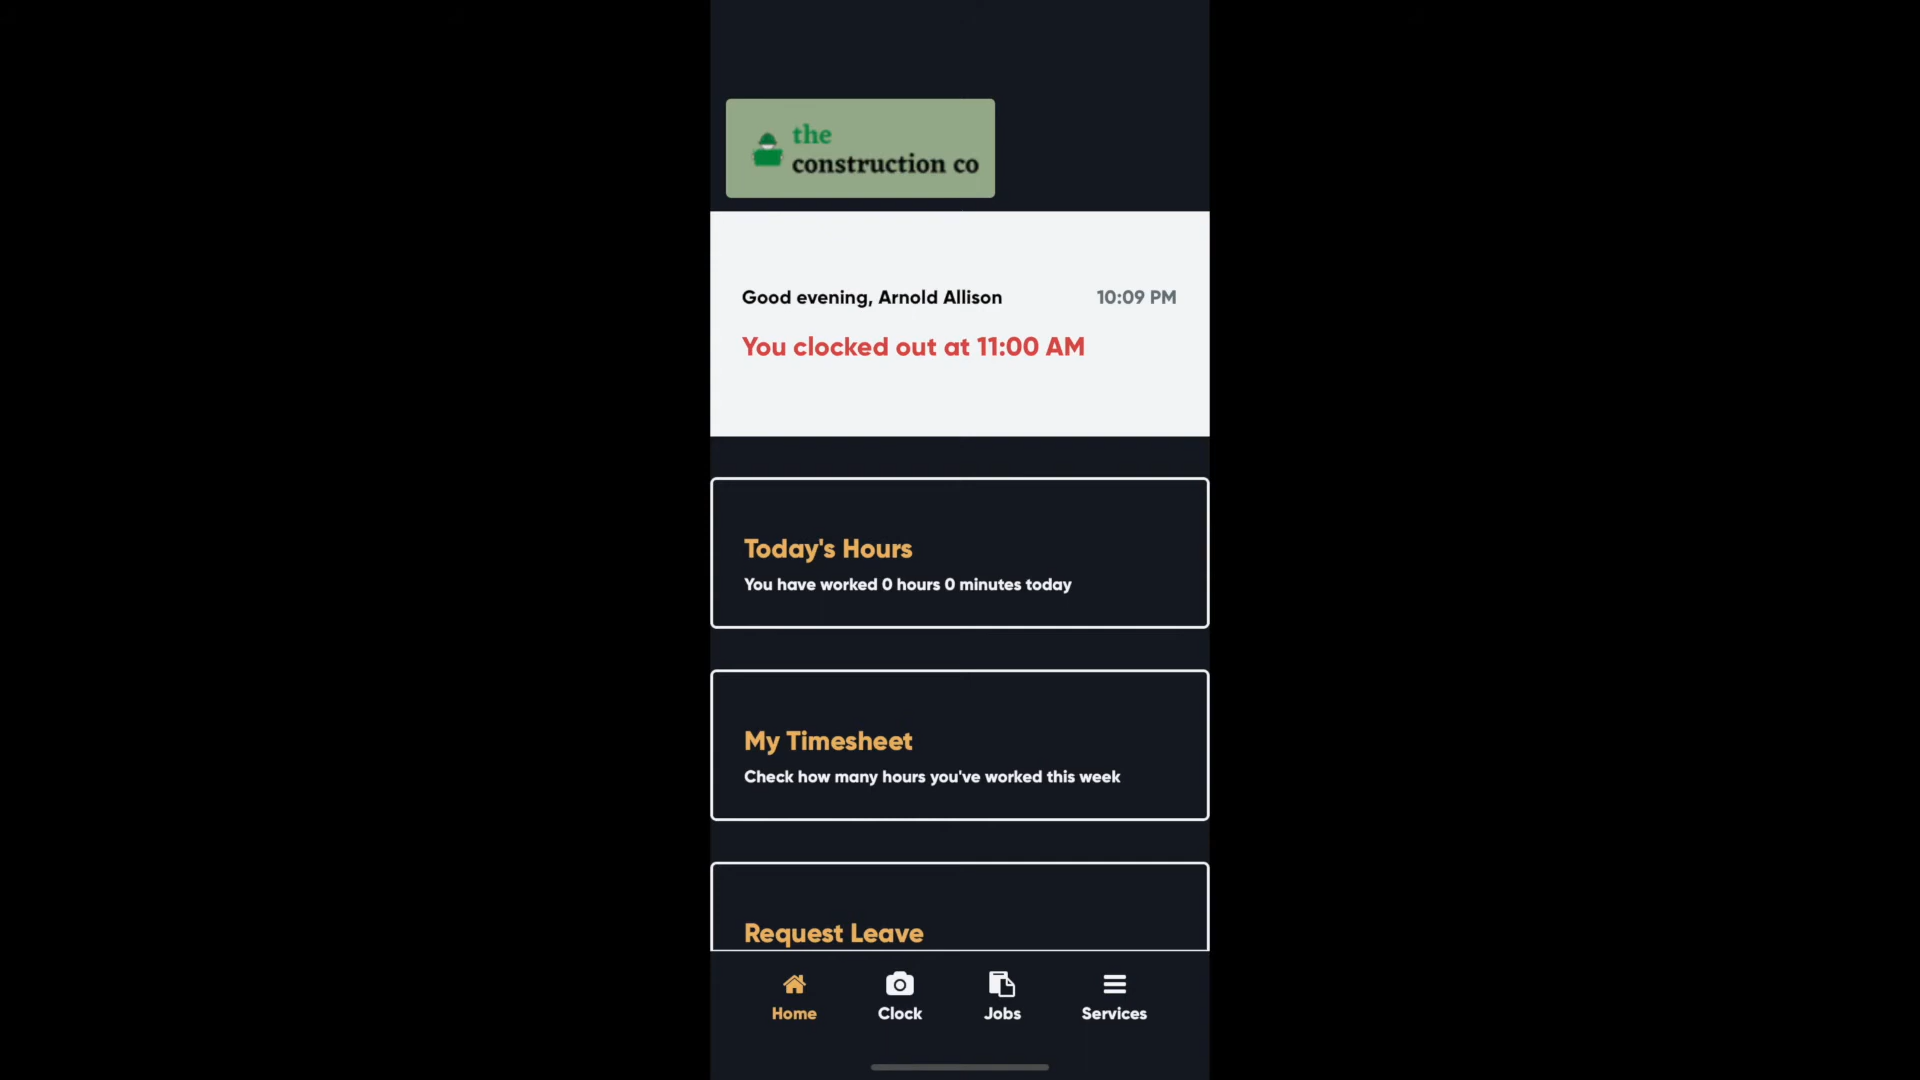 the
construction co
Good evening, Arnold Allison
10:09 PM
You clocked out at 11:00 AM
Today's Hours
You have worked 0 hours 0 minutes today
My Timesheet
Check how many hours you've worked this week
Request Leave
Home
Clock
Jobs
Services